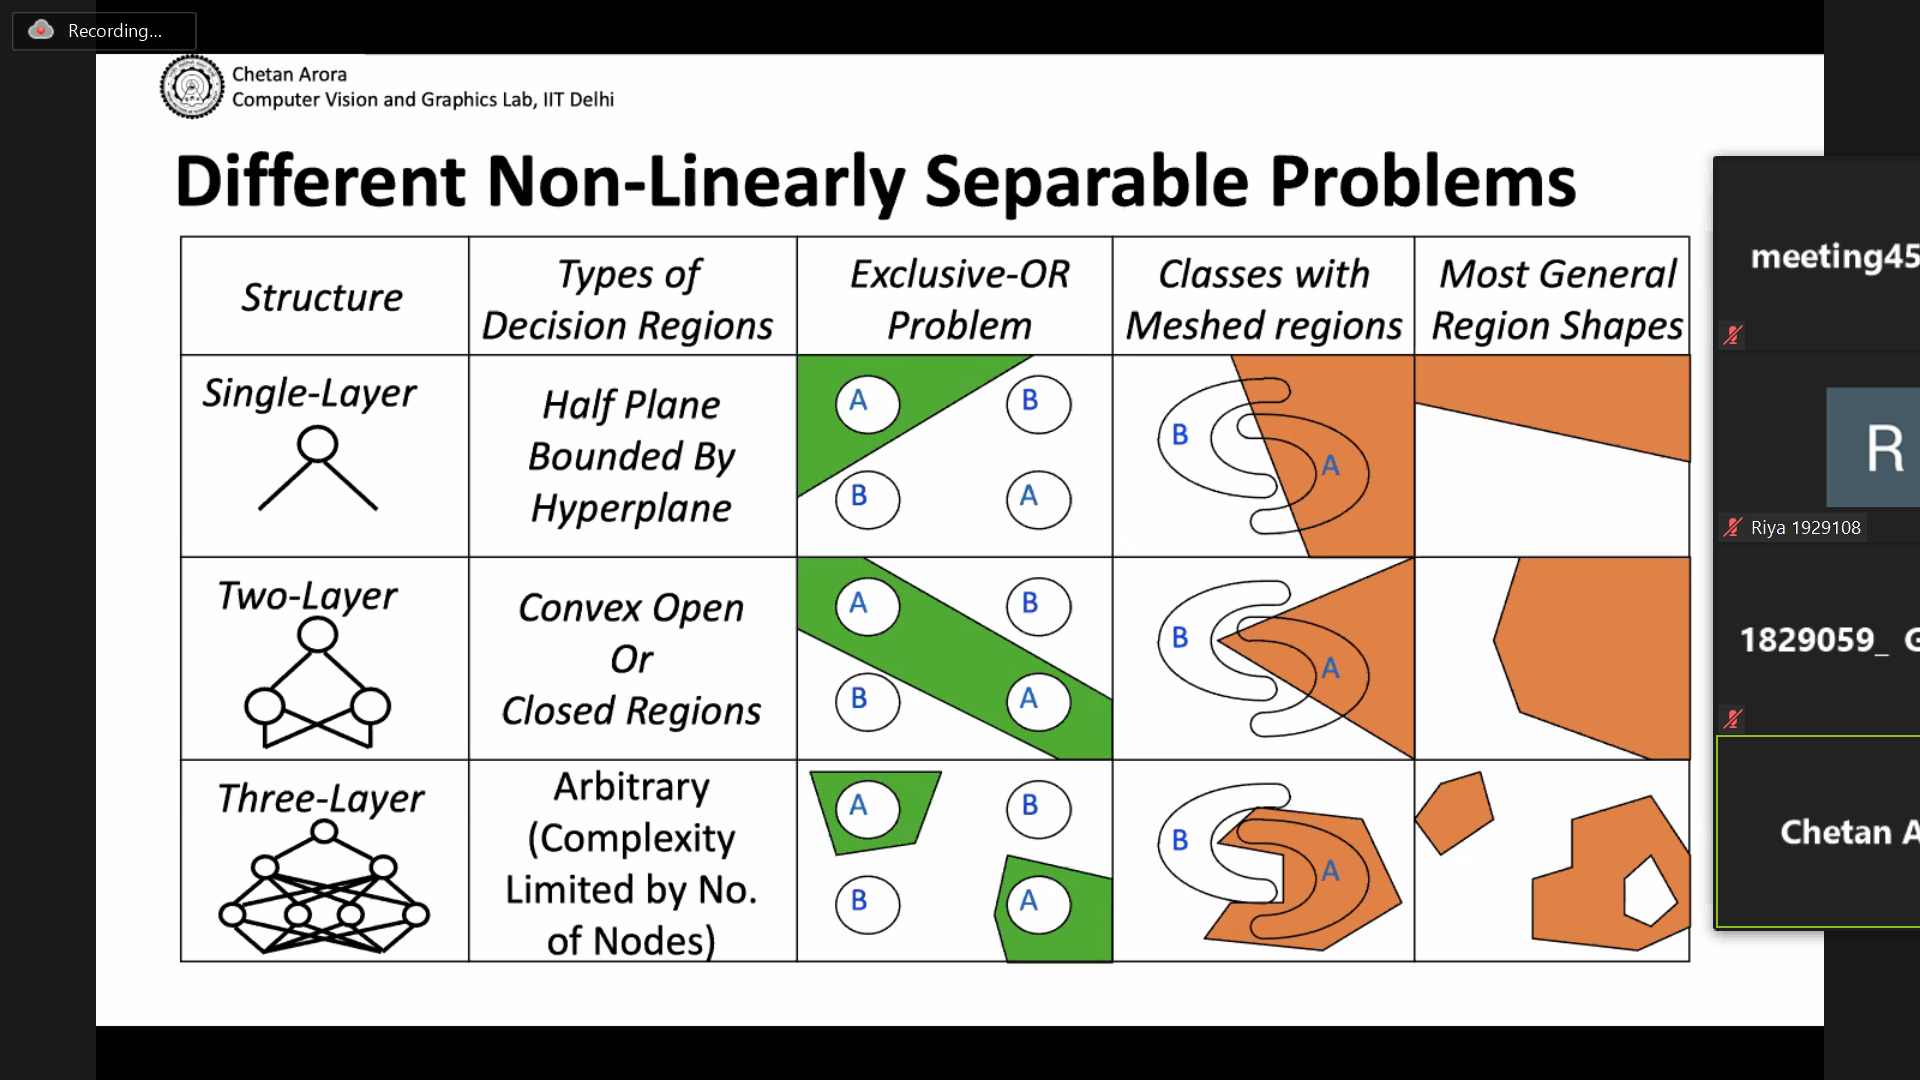 Recording...
Chetan Arora
Computer Vision and Graphics Lab, IIT Delhi
Different Non-Linearly Separable Problems
Structure
Types of
Decision Regions
Exclusive-OR
Problem
Classes with
Meshed regions
Most General
Region Shapes
Single-Layer
Half Plane
Bounded By
Hyperplane
A
B
B
A
B
A
Two-Layer
Convex Open
Or
Closed Regions
A
B
B
A
B
A
Three-Layer
Arbitrary
(Complexity
Limited by No.
of Nodes)
A
B
B
A
B
A
meeting45
R
Riya 1929108
1829059_ G
Chetan A